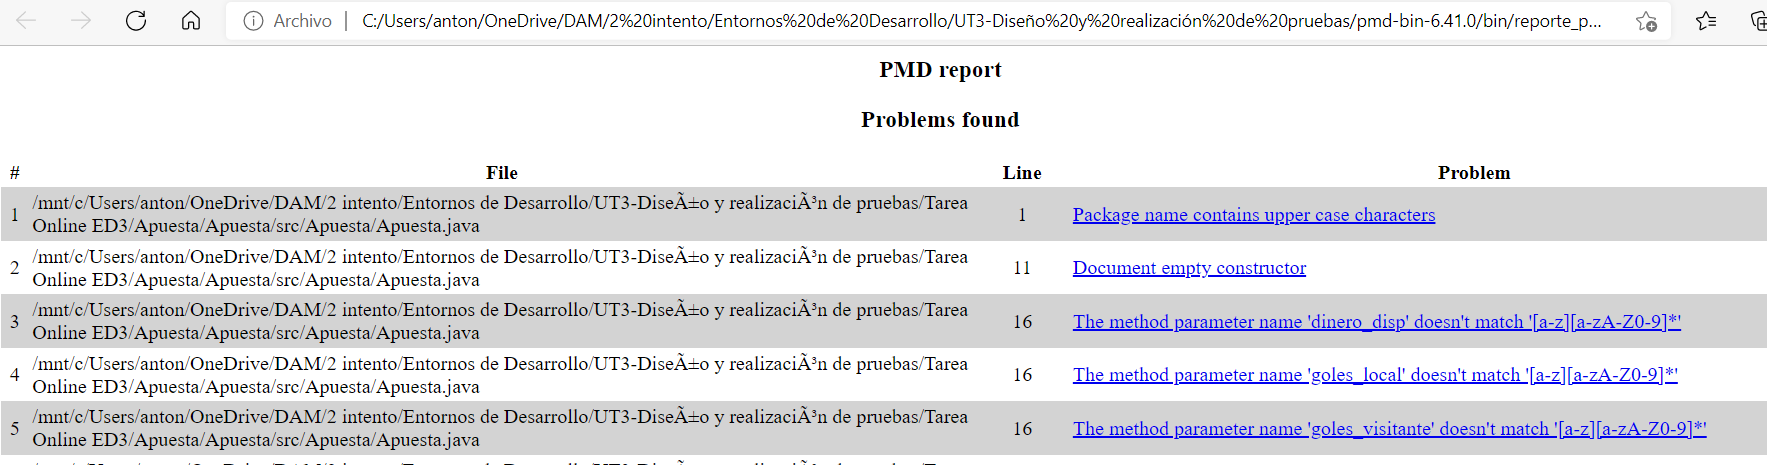 Archivo | C:/Users/anton/OneDrive/DAM/2%20intento/Entornos%20de%20Desarrollo/UT3-Diseño%20y%20realización%20de%20pruebas/pmd-bin-6.41.0/bin/reporte_p...
PMD report
Problems found
# File Line Problem
1 /mnt/c/Users/anton/OneDrive/DAM/2 intento/Entornos de Desarrollo/UT3-DiseÃ±o y realizaciÃ³n de pruebas/Tarea
Online ED3/Apuesta/Apuesta/src/Apuesta/Apuesta.java 1 Package name contains upper case characters
2 /mnt/c/Users/anton/OneDrive/DAM/2 intento/Entornos de Desarrollo/UT3-DiseÃ±o y realizaciÃ³n de pruebas/Tarea
Online ED3/Apuesta/Apuesta/src/Apuesta/Apuesta.java 11 Document empty constructor
3 /mnt/c/Users/anton/OneDrive/DAM/2 intento/Entornos de Desarrollo/UT3-DiseÃ±o y realizaciÃ³n de pruebas/Tarea
Online ED3/Apuesta/Apuesta/src/Apuesta/Apuesta.java 16 The method parameter name 'dinero_disp' doesn't match '[a-z][a-zA-Z0-9]*'
4 /mnt/c/Users/anton/OneDrive/DAM/2 intento/Entornos de Desarrollo/UT3-DiseÃ±o y realizaciÃ³n de pruebas/Tarea
Online ED3/Apuesta/Apuesta/src/Apuesta/Apuesta.java 16 The method parameter name 'goles_local' doesn't match '[a-z][a-zA-Z0-9]*'
5 /mnt/c/Users/anton/OneDrive/DAM/2 intento/Entornos de Desarrollo/UT3-DiseÃ±o y realizaciÃ³n de pruebas/Tarea
Online ED3/Apuesta/Apuesta/src/Apuesta/Apuesta.java 16 The method parameter name 'goles_visitante' doesn't match '[a-z][a-zA-Z0-9]*'